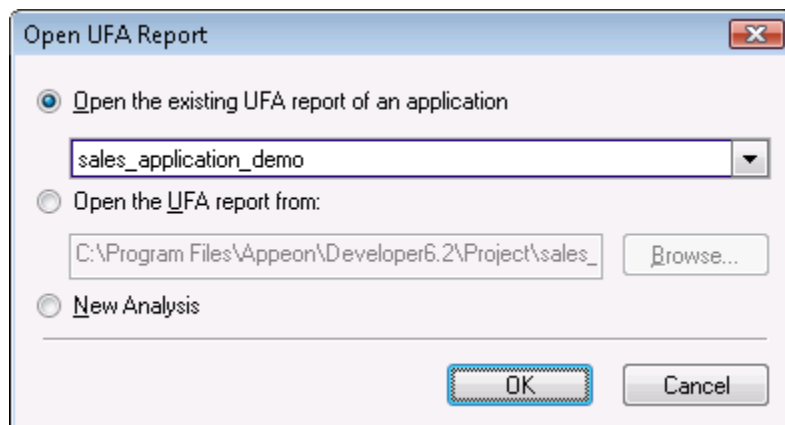 Open UFA Report
Open the existing UFA report of an application
sales_application_demo
Open the UFA report from:
C:\Program Files\Appeon\Developer6.2\Project\sales_
Browse...
New Analysis
OK
Cancel